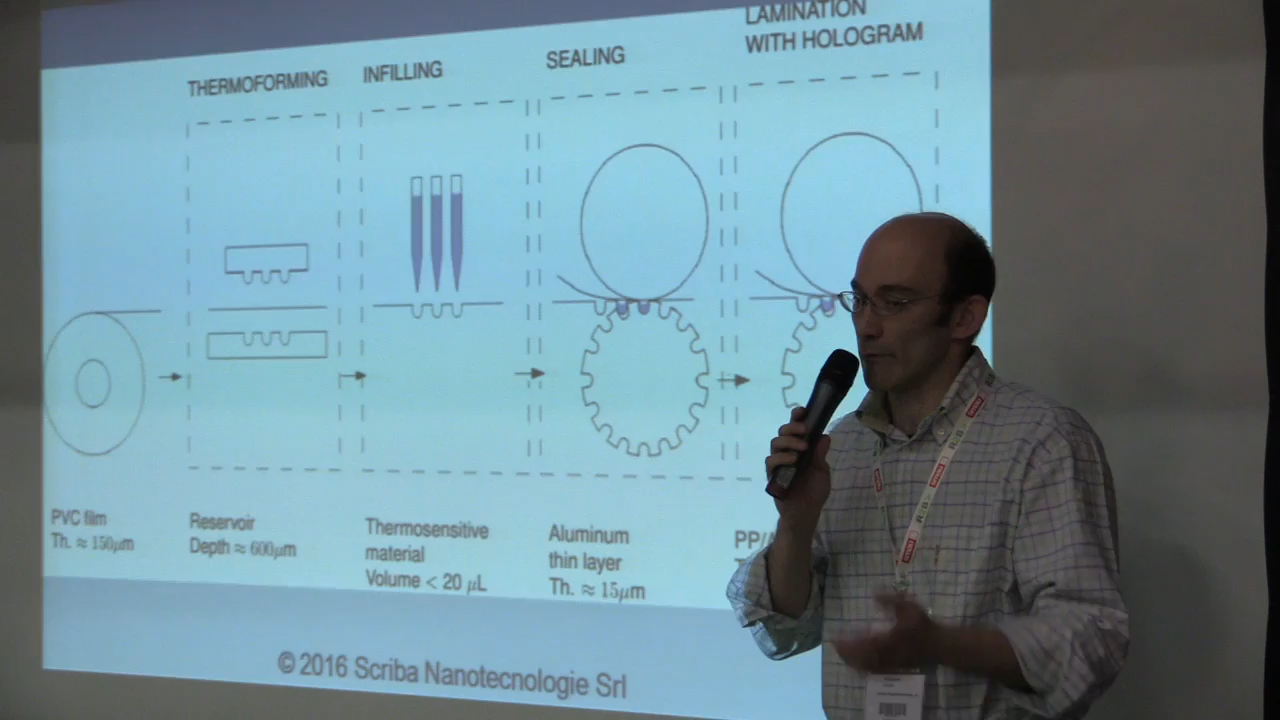 THERMOFORMING
INFILLING
SEALING
LAMINATION
WITH HOLOGRAM
PVC film
Th. ≈ 150μm
Reservoir
Depth ≈ 600μm
Thermosensitive
material
Volume < 20 μL
Aluminum
thin layer
Th. ≈ 15μm
PP/
© 2016 Scriba Nanotecnologie Srl